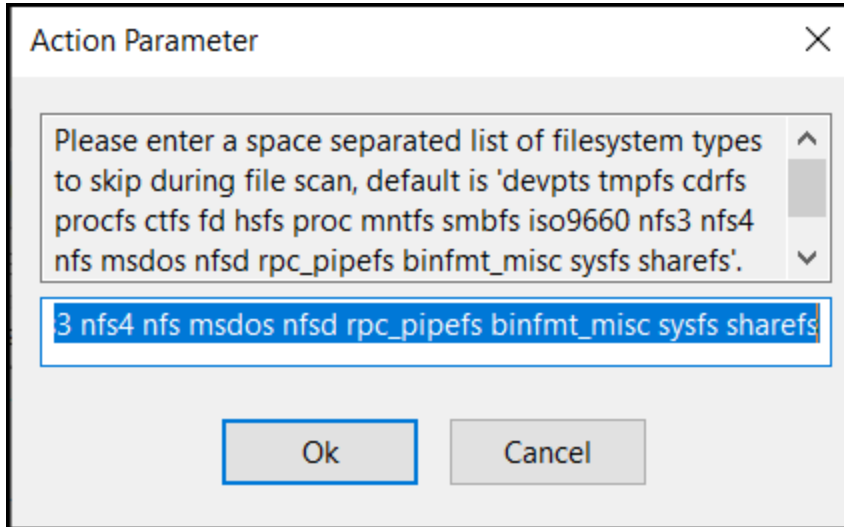 Action Parameter
Please enter a space separated list of filesystem types
to skip during file scan, default is 'devpts tmpfs cdrfs
procfs ctfs fd hsfs proc mntfs smbfs iso9660 nfs3 nfs4
nfs msdos nfsd rpc_pipefs binfmt_misc sysfs sharefs'.
3 nfs4 nfs msdos nfsd rpc_pipefs binfmt_misc sysfs sharefs
Ok
Cancel